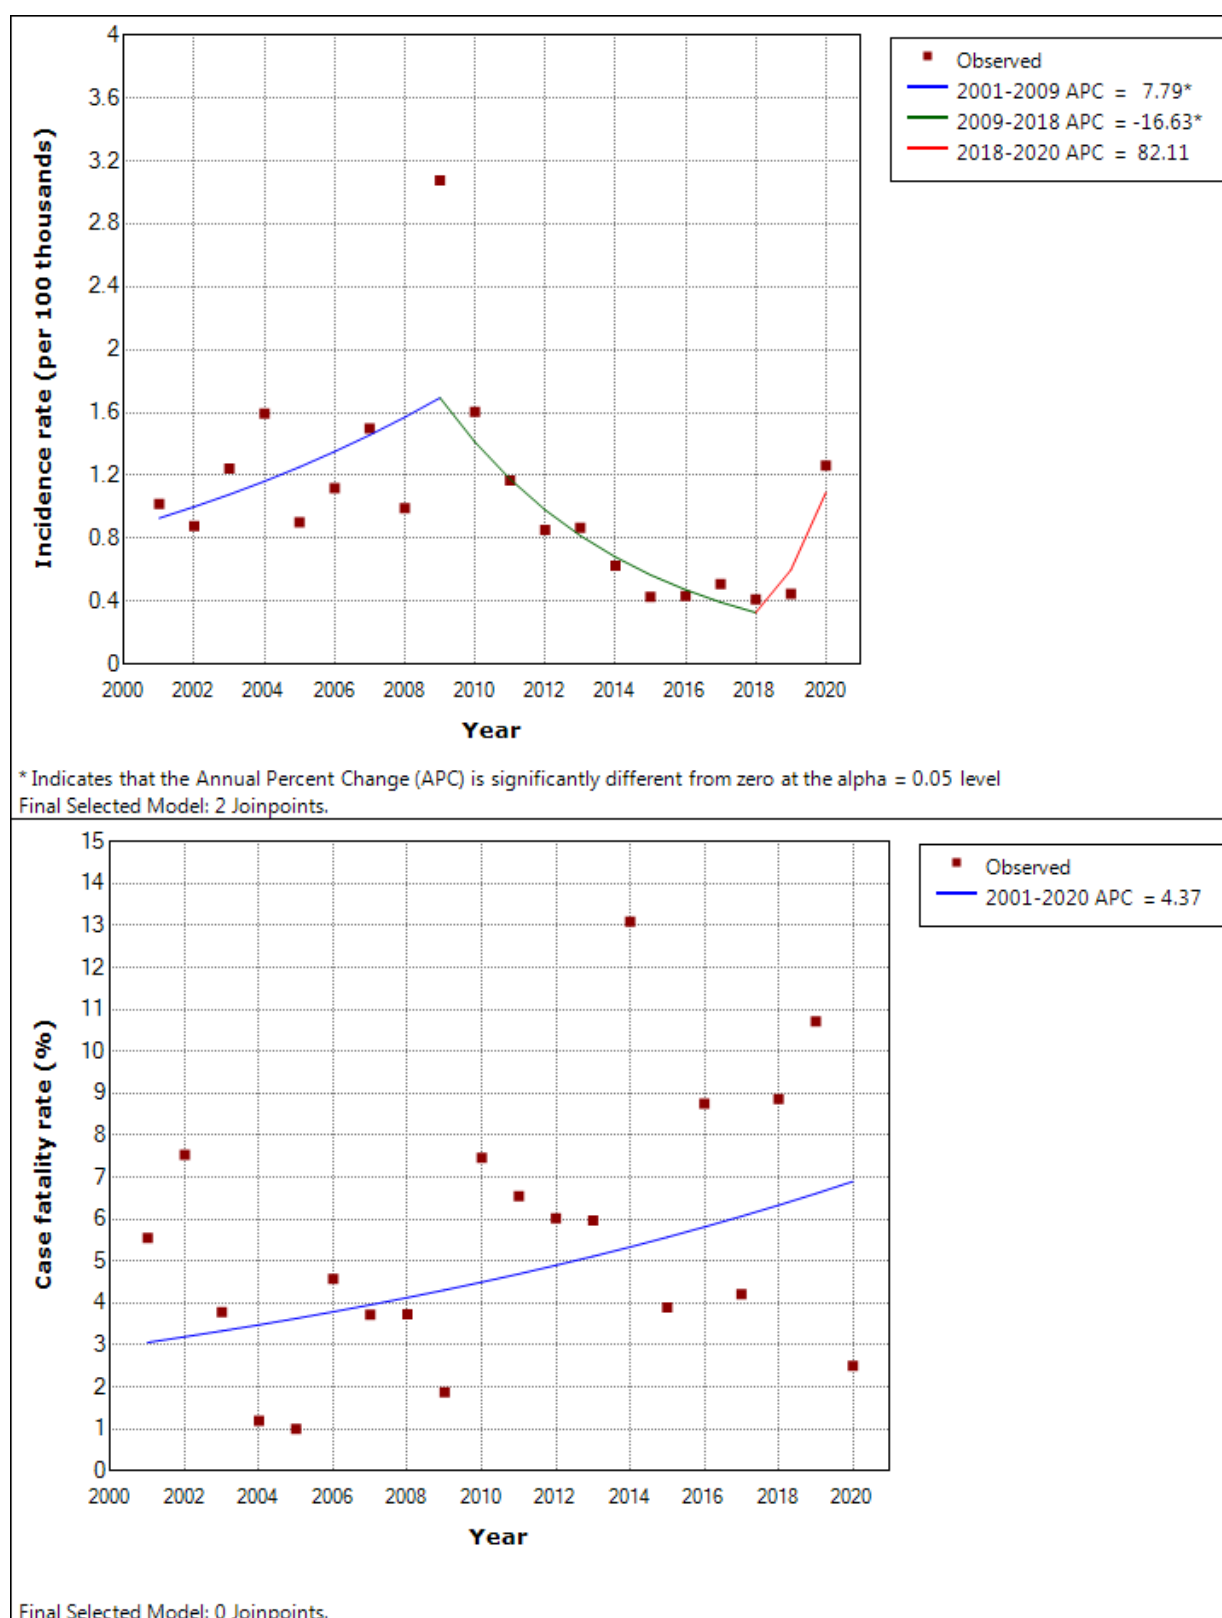 4
3.6
3.2
2.8
2.4
2
1.6
1.2
0.8
0.4
0
Incidence rate (per 100 thousands)
2000 2002 2004 2006 2008 2010 2012 2014 2016 2018 2020
Year
Observed
2001-2009 APC = 7.79*
2009-2018 APC = -16.63*
2018-2020 APC = 82.11
* Indicates that the Annual Percent Change (APC) is significantly different from zero at the alpha = 0.05 level
Final Selected Model: 2 Joinpoints.
15
14
13
12
11
10
9
8
7
6
5
4
3
2
1
0
Case fatality rate (%)
2000 2002 2004 2006 2008 2010 2012 2014 2016 2018 2020
Year
Observed
2001-2020 APC = 4.37
Final Selected Model: 0 Joinpoints.